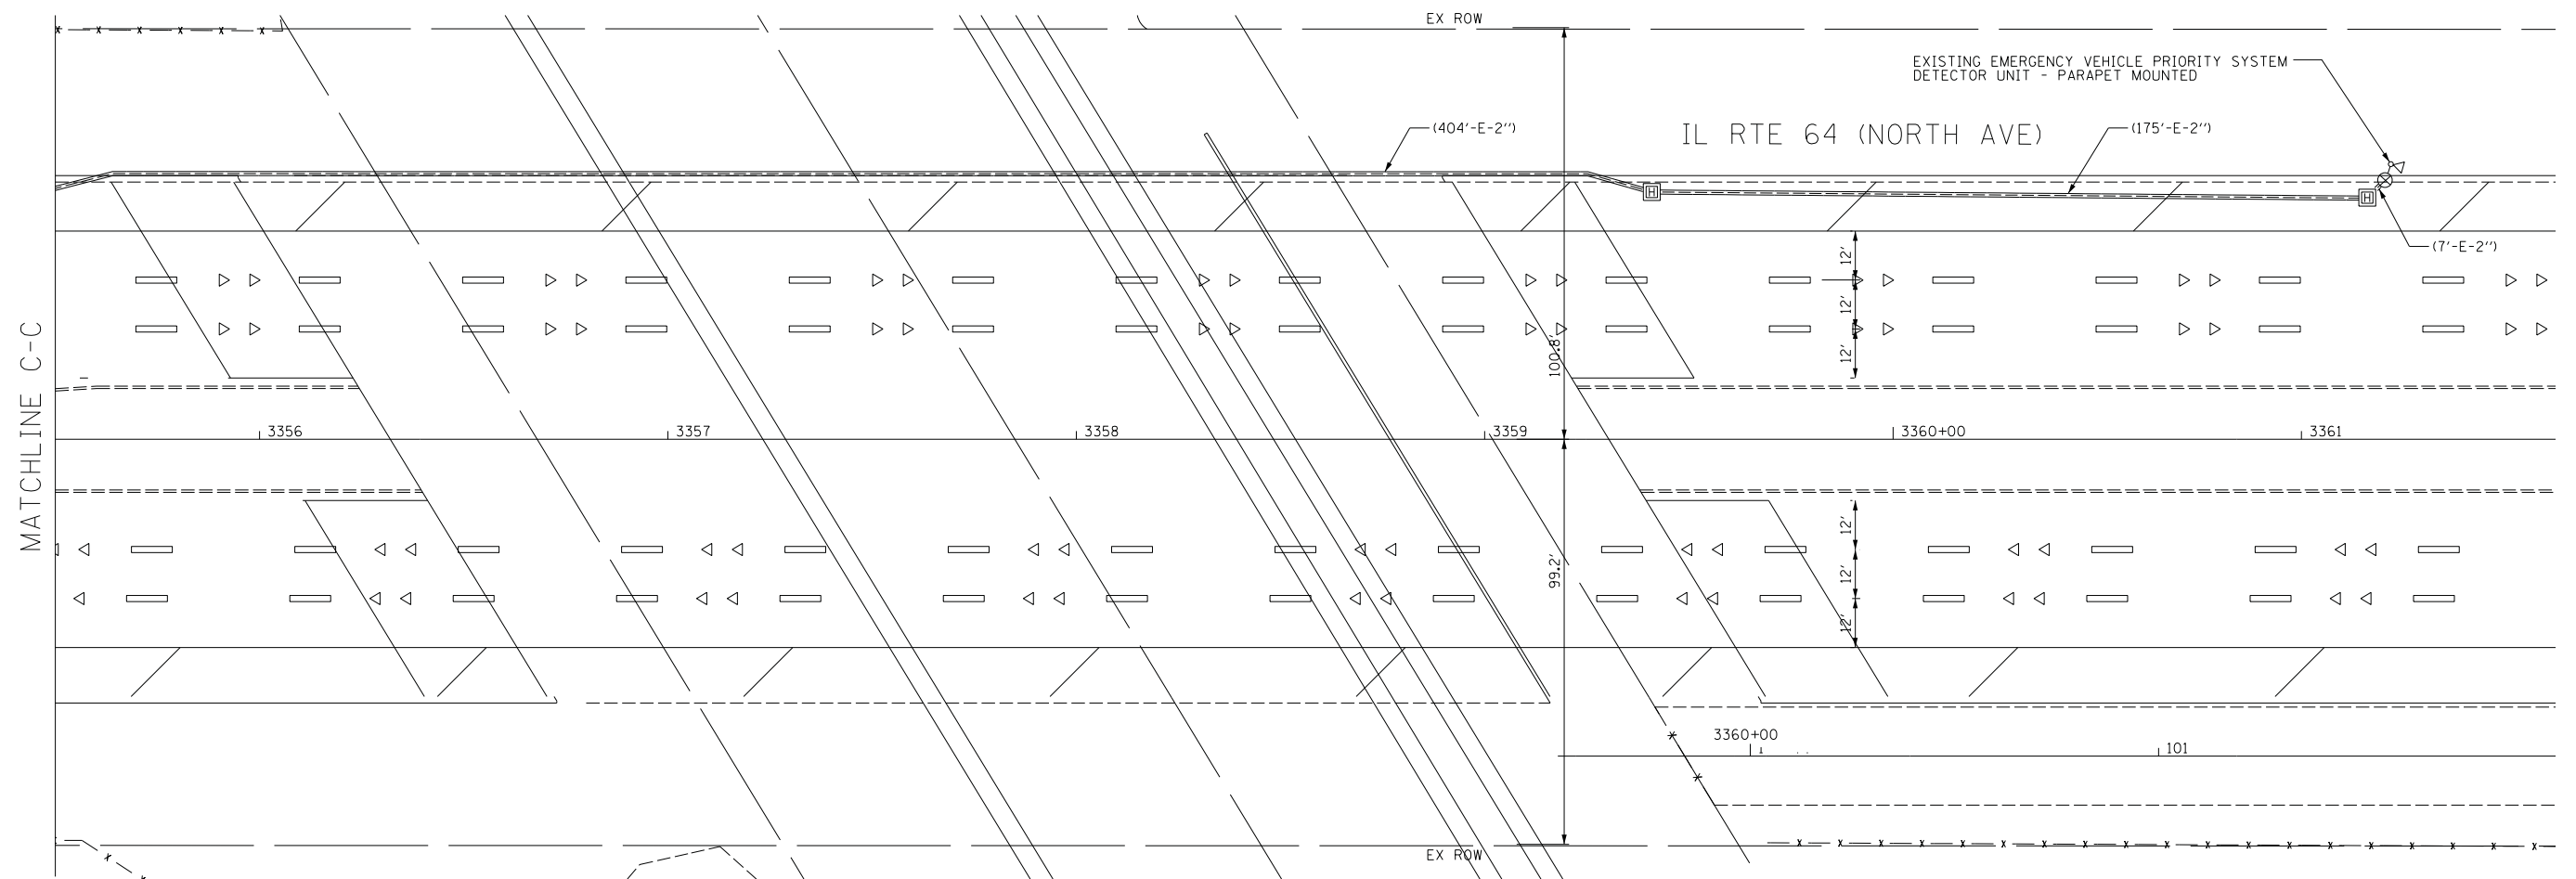 EX ROW
EXISTING EMERGENCY VEHICLE PRIORITY SYSTEM
DETECTOR UNIT - PARAPET MOUNTED
(404'-E-2'')
IL RTE 64 (NORTH AVE)
(175'-E-2'')
H
H
(7'-E-2'')
12'
12'
12'
100.8'
MATCHLINE C-C
3356
3357
3358
3359
3360+00
3361
12'
12'
12'
99.2'
3360+00
101
EX ROW